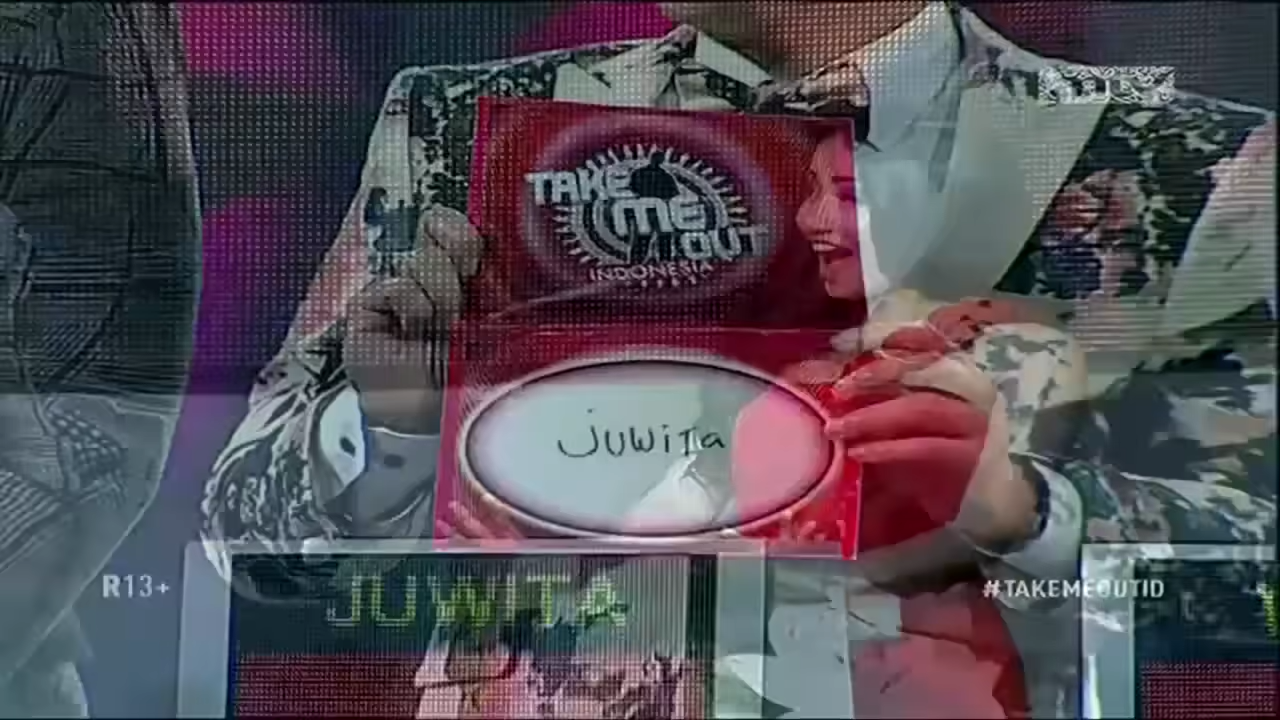 TAKE
ME
OUT
INDONESIA
juwita
JUWITA
R13+
#TAKEMEOUTID